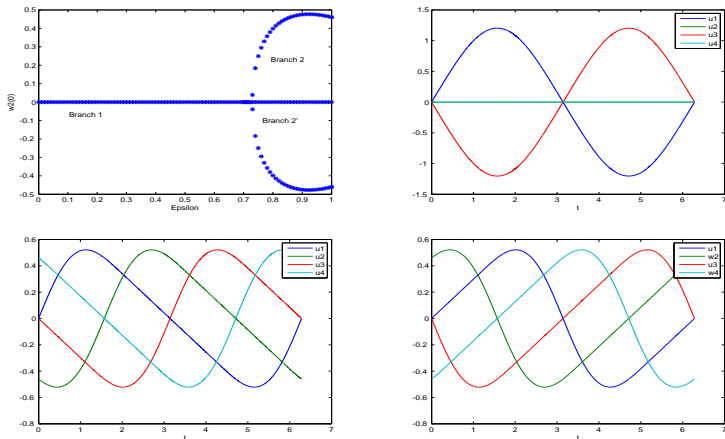 0.5
0.4
0.3
0.2
0.1
0
-0.1
-0.2
-0.3
-0.4
-0.5
w2(0)
Branch 1
Branch 2
Branch 2'
0 0.1 0.2 0.3 0.4 0.5 0.6 0.7 0.8 0.9 1
Epsilon
1.5
1
0.5
0
-0.5
-1
-1.5
u1
u2
u3
u4
0 1 2 3 4 5 6 7
t
0.6
0.4
0.2
0
-0.2
-0.4
-0.6
-0.8
u1
u2
u3
u4
0 1 2 3 4 5 6 7
t
0.6
0.4
0.2
0
-0.2
-0.4
-0.6
-0.8
u1
w2
u3
w4
0 1 2 3 4 5 6 7
t